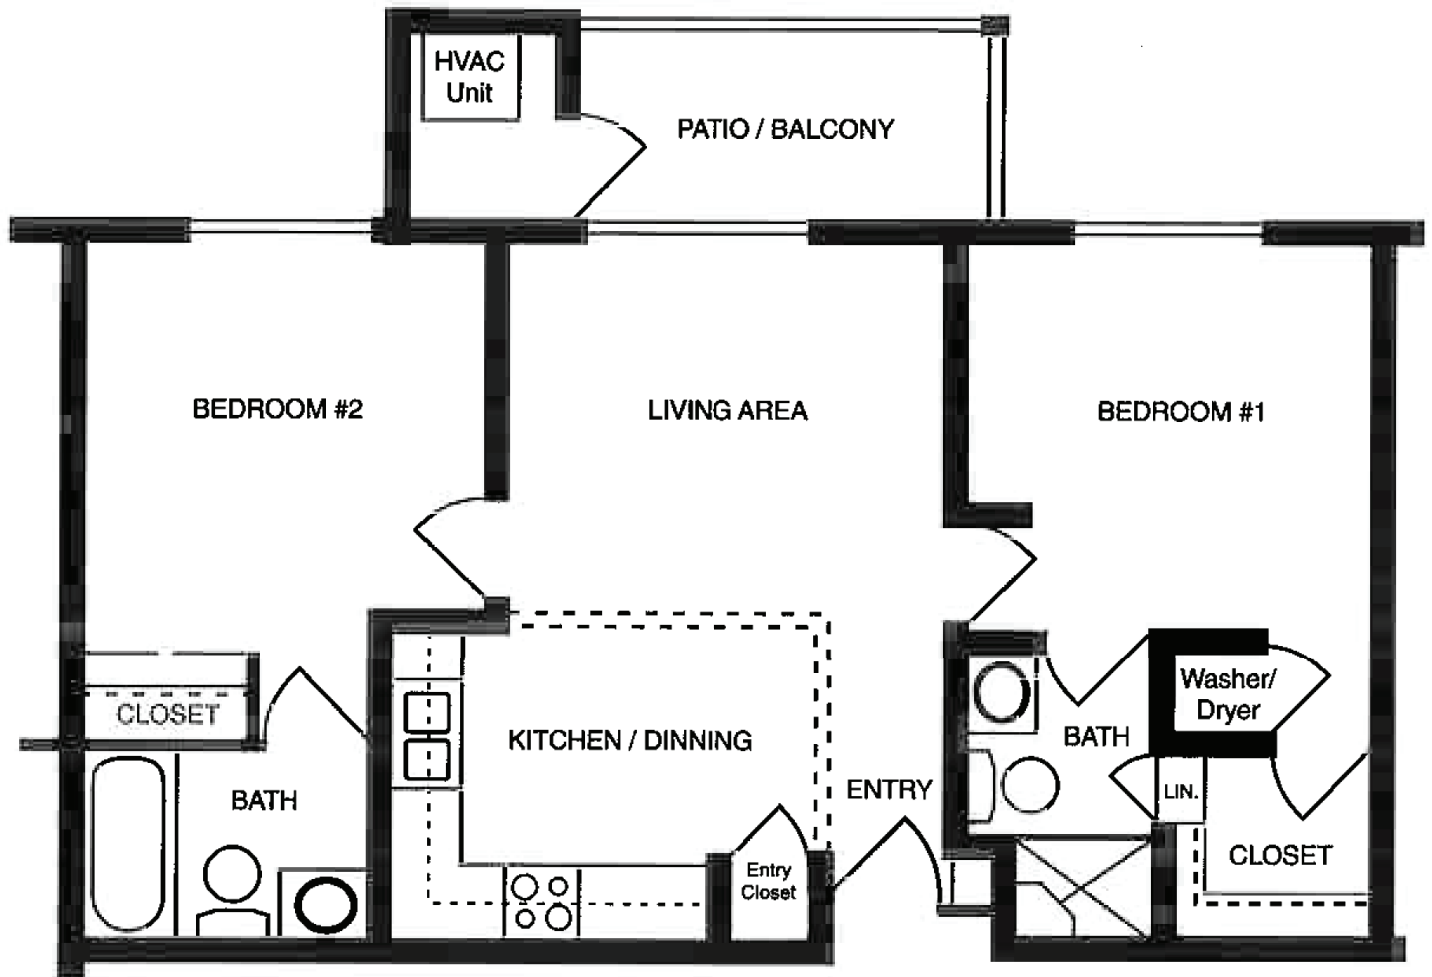 HVAC
Unit
PATIO / BALCONY
BEDROOM #2
LIVING AREA
BEDROOM #1
CLOSET
KITCHEN / DINNING
BATH
ENTRY
Entry
Closet
Washer/
Dryer
BATH
LIN.
CLOSET